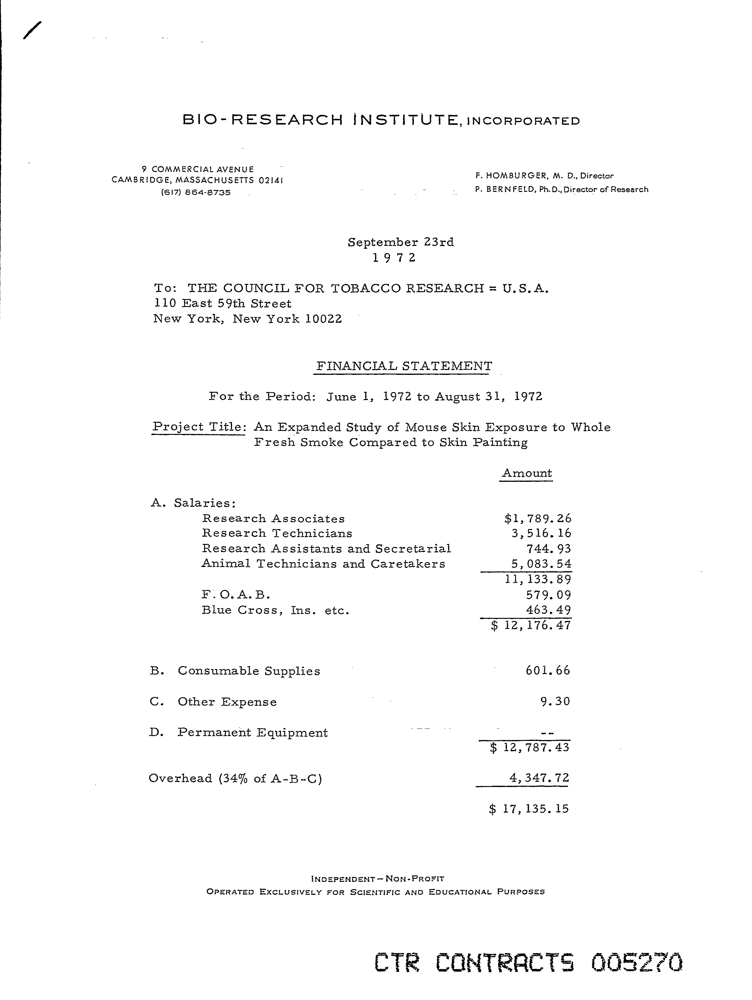 BIO-RESEARCH INSTITUTE, INCORPORATED
9 COMMERCIAL AVENUE
CAMBRIDGE, MASSACHUSETTS 02141
(617) 864-8735
F. HOMBURGER, M. D., Director
P. BERNFELD, Ph.D., Director of Research
September 23rd
1972
To: THE COUNCIL FOR TOBACCO RESEARCH = U.S.A.
110 East 59th Street
New York, New York 10022
FINANCIAL STATEMENT
For the Period: June 1, 1972 to August 31, 1972
Project Title: An Expanded Study of Mouse Skin Exposure to Whole
Fresh Smoke Compared to Skin Painting
Amount
A. Salaries:
Research Associates $1,789.26
Research Technicians 3,516.16
Research Assistants and Secretarial 744.93
Animal Technicians and Caretakers 5,083.54
11,133.89
F.O.A.B. 579.09
Blue Cross, Ins. etc. 463.49
$ 12,176.47
B. Consumable Supplies 601.66
C. Other Expense 9.30
D. Permanent Equipment --
$ 12,787.43
Overhead (34% of A-B-C) 4,347.72
$ 17,135.15
INDEPENDENT - NON-PROFIT
OPERATED EXCLUSIVELY FOR SCIENTIFIC AND EDUCATIONAL PURPOSES
CTR CONTRACTS 005270